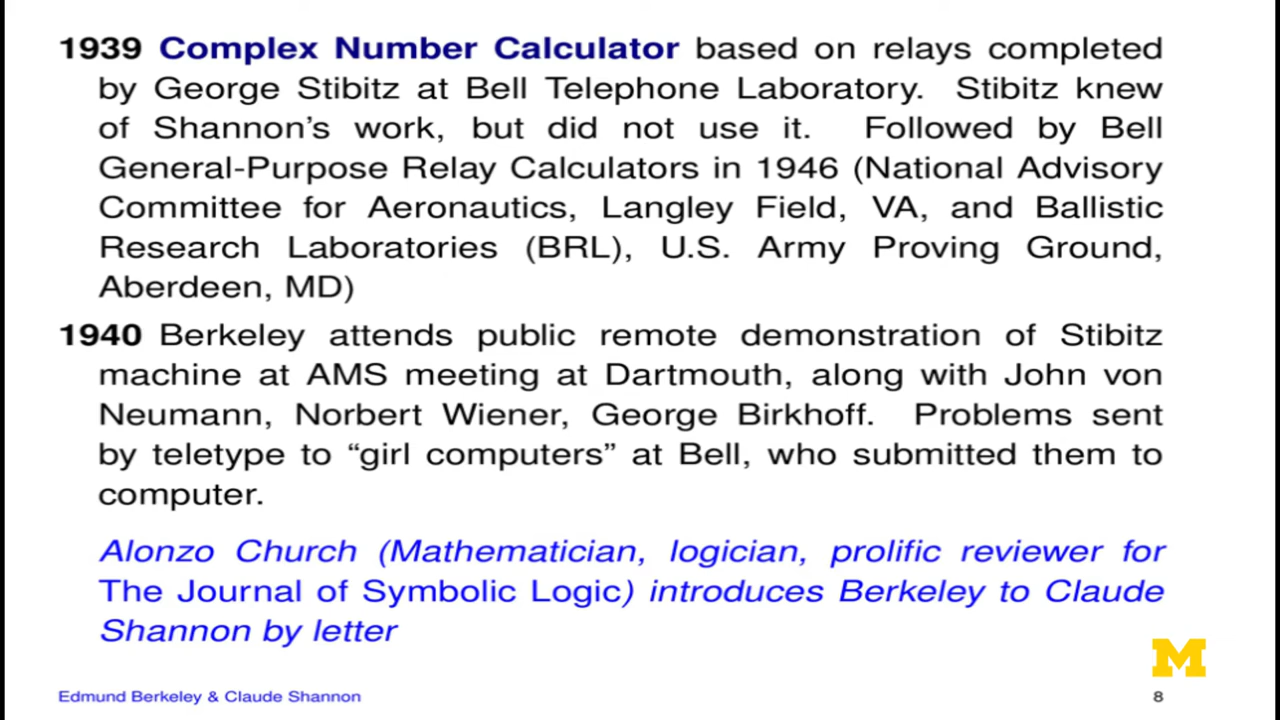 1939 Complex Number Calculator based on relays completed
by George Stibitz at Bell Telephone Laboratory. Stibitz knew
of Shannon's work, but did not use it. Followed by Bell
General-Purpose Relay Calculators in 1946 (National Advisory
Committee for Aeronautics, Langley Field, VA, and Ballistic
Research Laboratories (BRL), U.S. Army Proving Ground,
Aberdeen, MD)
1940 Berkeley attends public remote demonstration of Stibitz
machine at AMS meeting at Dartmouth, along with John von
Neumann, Norbert Wiener, George Birkhoff. Problems sent
by teletype to “girl computers” at Bell, who submitted them to
computer.
Alonzo Church (Mathematician, logician, prolific reviewer for
The Journal of Symbolic Logic) introduces Berkeley to Claude
Shannon by letter
M
Edmund Berkeley & Claude Shannon
8